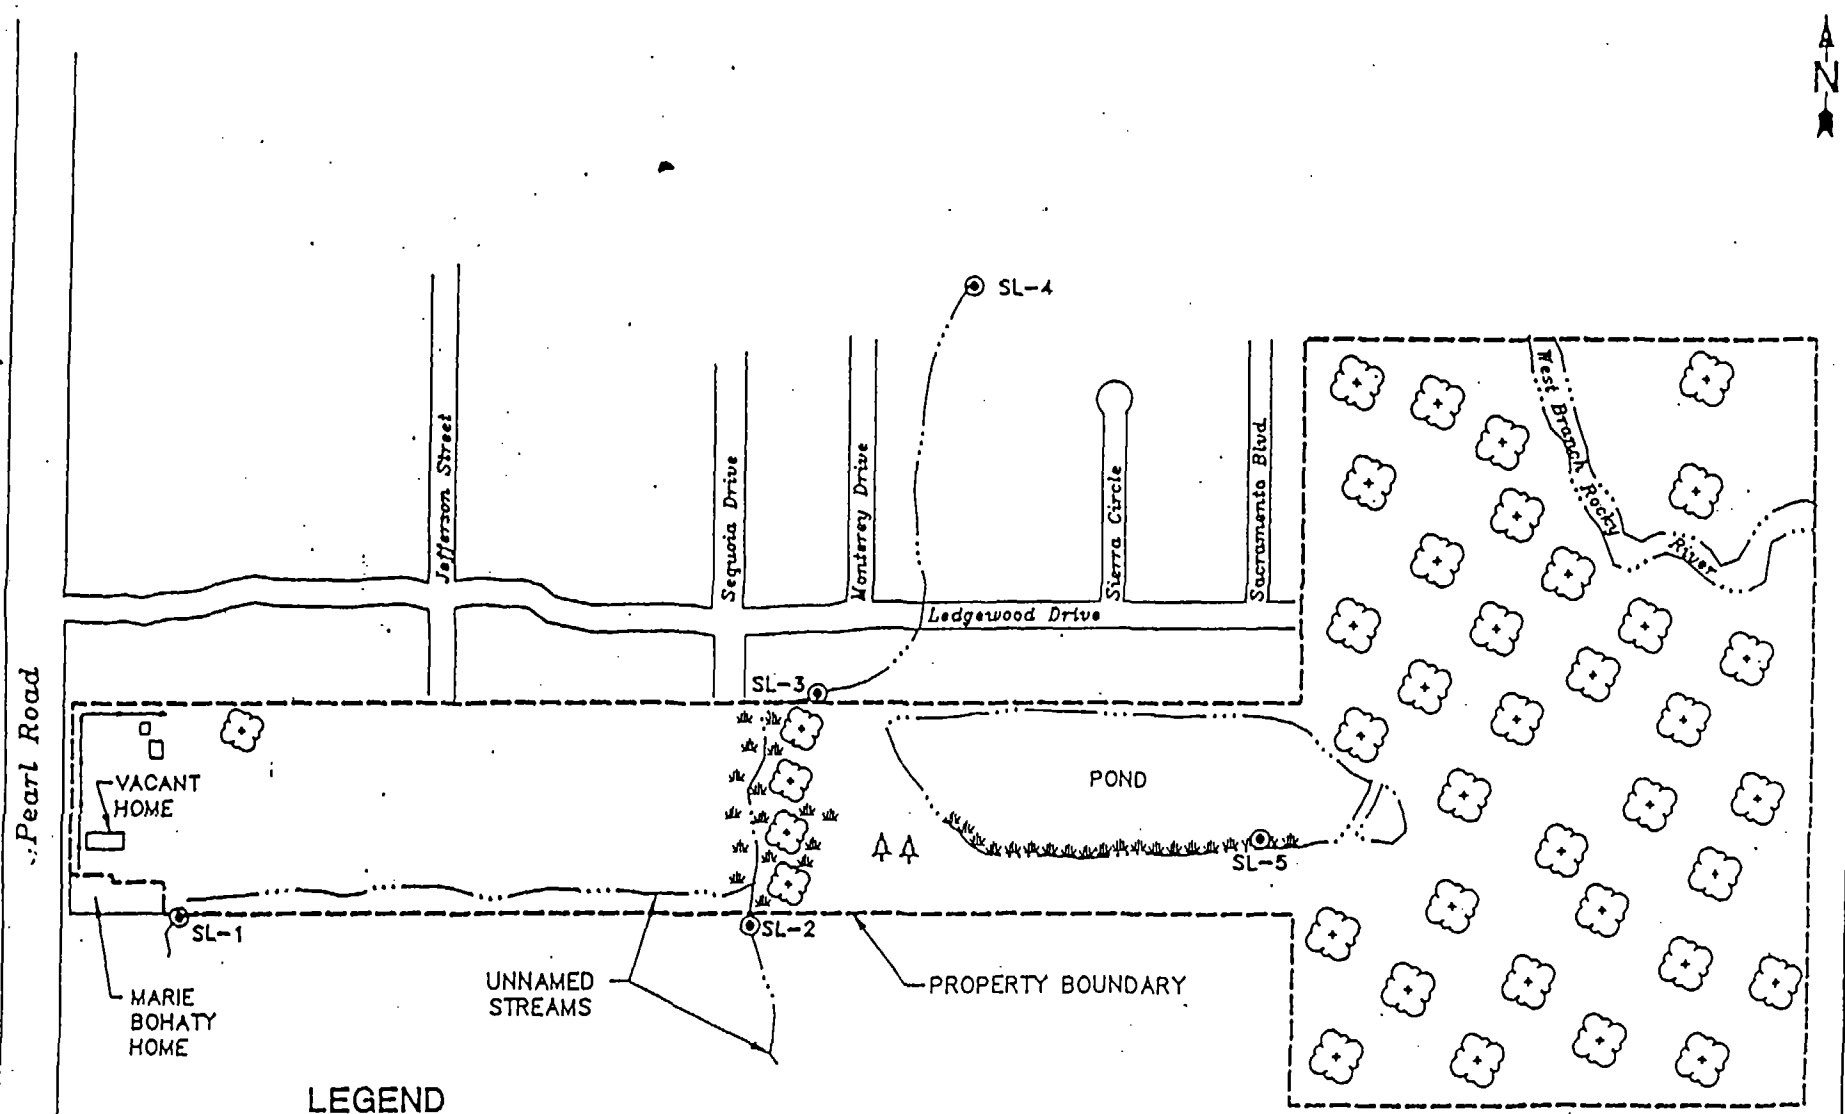 N
SL-4
West Branch Rocky River
Jefferson Street
Sequoia Drive
Monterey Drive
Sierra Circle
Sacramento Blvd.
Ledgewood Drive
Pearl Road
SL-3
VACANT
HOME
POND
SL-5
SL-1
SL-2
UNNAMED
STREAMS
PROPERTY BOUNDARY
MARIE
BOHATY
HOME
LEGEND